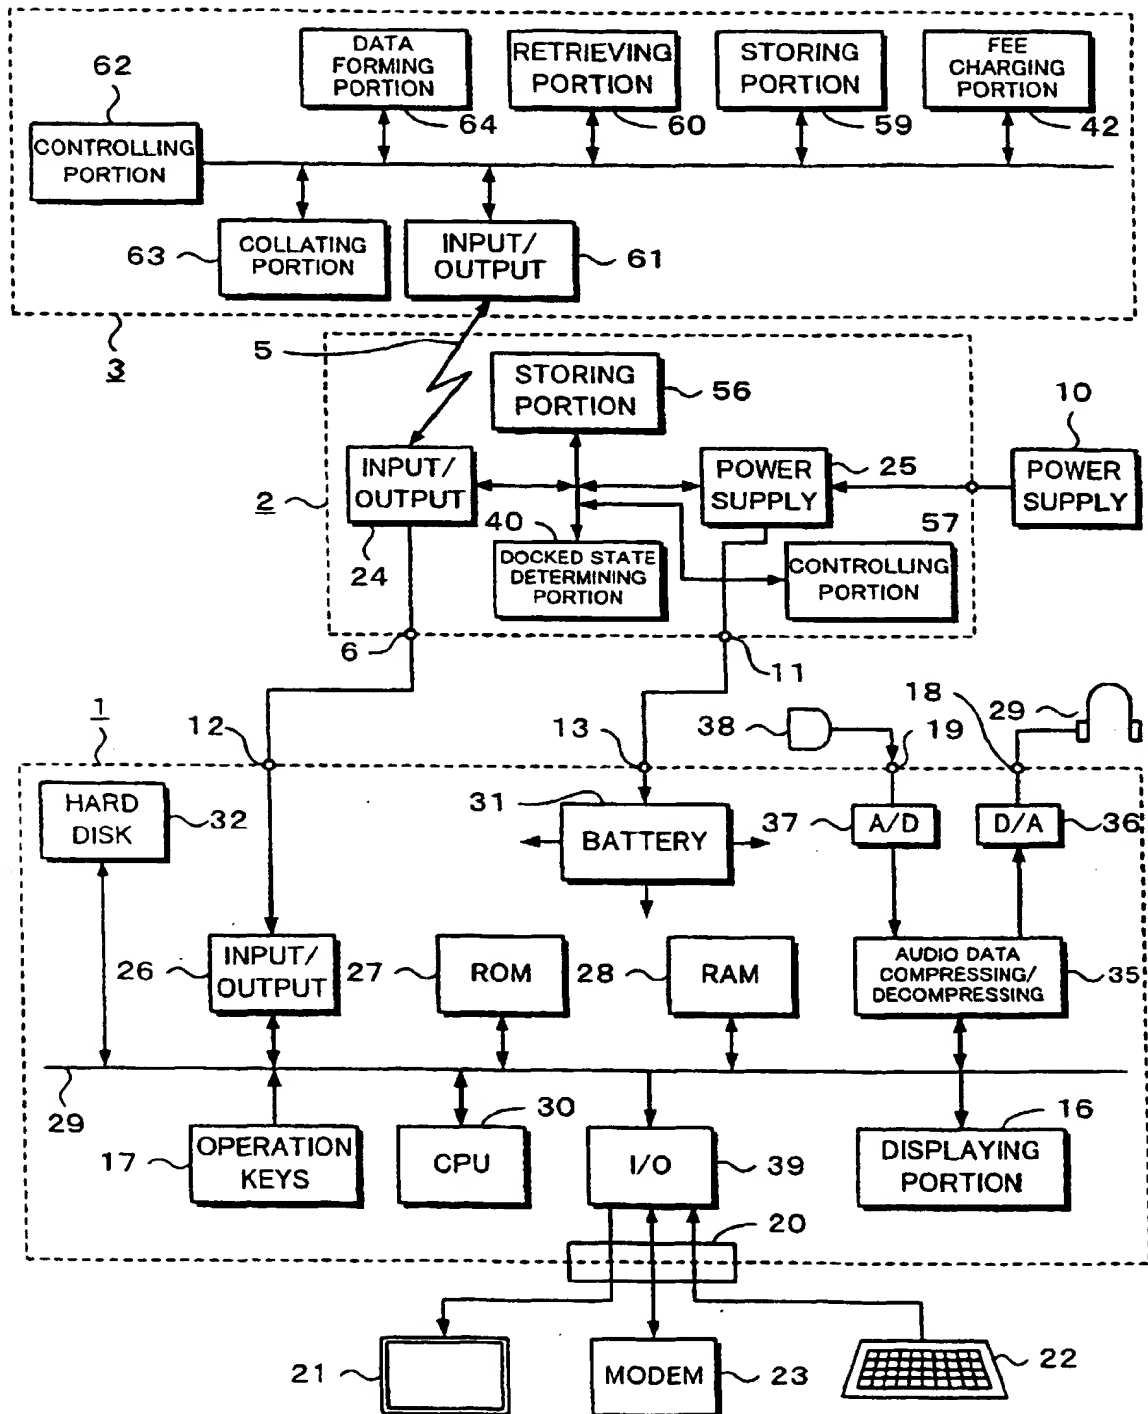 62
DATA
FORMING
PORTION
64
RETRIEVING
PORTION
60
STORING
PORTION
59
FEE
CHARGING
PORTION
42
CONTROLLING
PORTION
63
COLLATING
PORTION
INPUT/
OUTPUT
61
3
5
STORING
PORTION
56
10
INPUT/
OUTPUT
2
24
POWER
SUPPLY
25
POWER
SUPPLY
40
DOCKED STATE
DETERMINING
PORTION
57
CONTROLLING
PORTION
6
11
1
12
13
38
19
18
29
HARD
DISK
32
31
BATTERY
37
A/D
D/A
36
26
INPUT/
OUTPUT
27
ROM
28
RAM
AUDIO DATA
COMPRESSING/
DECOMPRESSING
35
29
17
OPERATION
KEYS
30
CPU
I/O
39
16
DISPLAYING
PORTION
20
21
MODEM
23
22